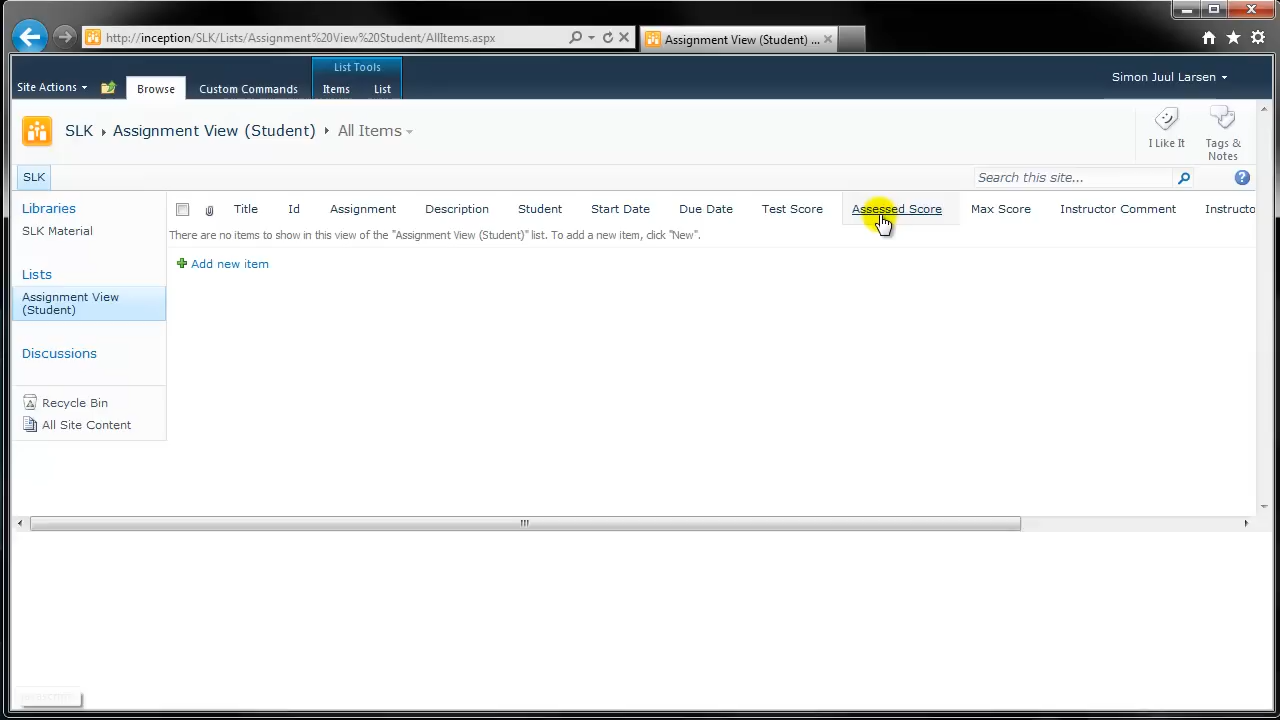 http://inception/SLK/Lists/Assignment%20View%20Student/AllItems.aspx
Assignment View (Student) ...
Site Actions
Browse
Custom Commands
List Tools
Items
List
Simon Juul Larsen
SLK
Assignment View (Student)
All Items
I Like It
Tags &
Notes
SLK
Search this site...
Libraries
SLK Material
Lists
Assignment View
(Student)
Discussions
Recycle Bin
All Site Content
Title Id Assignment Description Student Start Date Due Date Test Score Assessed Score Max Score Instructor Comment Instructo
There are no items to show in this view of the "Assignment View (Student)" list. To add a new item, click "New".
Add new item